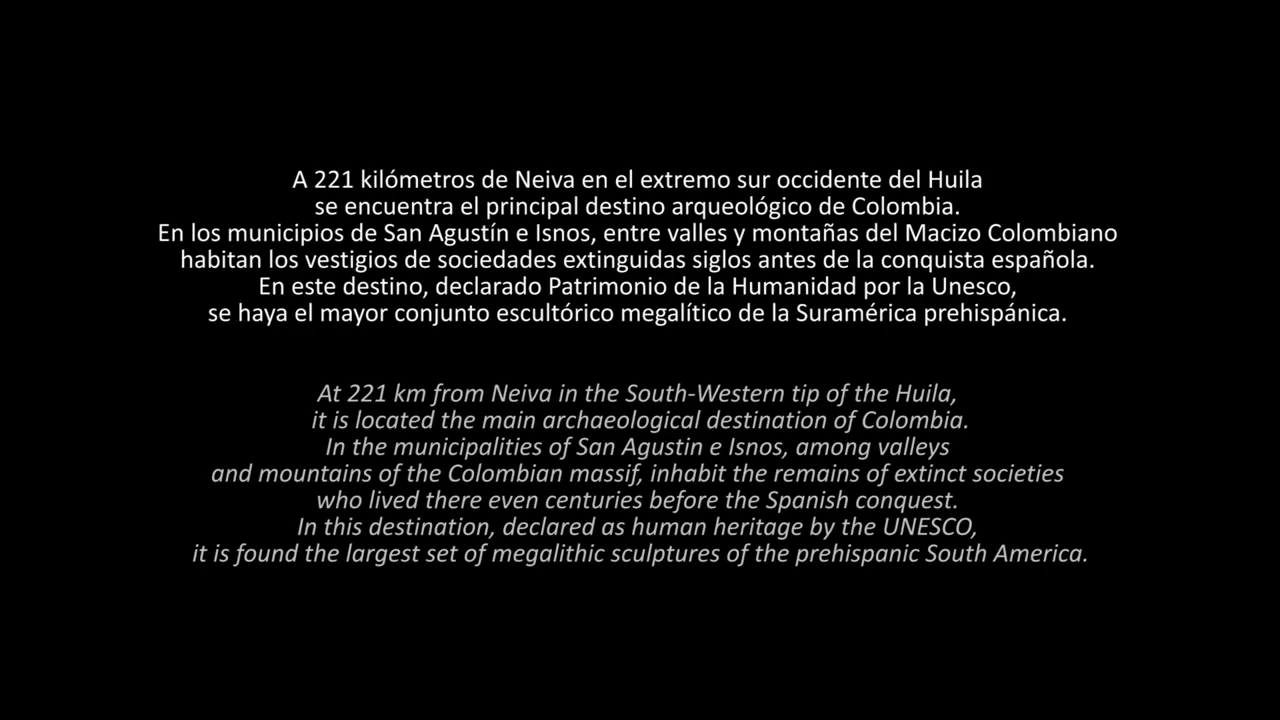 A 221 kilómetros de Neiva en el extremo sur occidente del Huila
se encuentra el principal destino arqueológico de Colombia.
En los municipios de San Agustín e Isnos, entre valles y montañas del Macizo Colombiano
habitan los vestigios de sociedades extinguidas siglos antes de la conquista española.
En este destino, declarado Patrimonio de la Humanidad por la Unesco,
se haya el mayor conjunto escultórico megalítico de la Suramérica prehispánica.
At 221 km from Neiva in the South-Western tip of the Huila,
it is located the main archaeological destination of Colombia.
In the municipalities of San Agustin e Isnos, among valleys
and mountains of the Colombian massif, inhabit the remains of extinct societies
who lived there even centuries before the Spanish conquest.
In this destination, declared as human heritage by the UNESCO,
it is found the largest set of megalithic sculptures of the prehispanic South America.